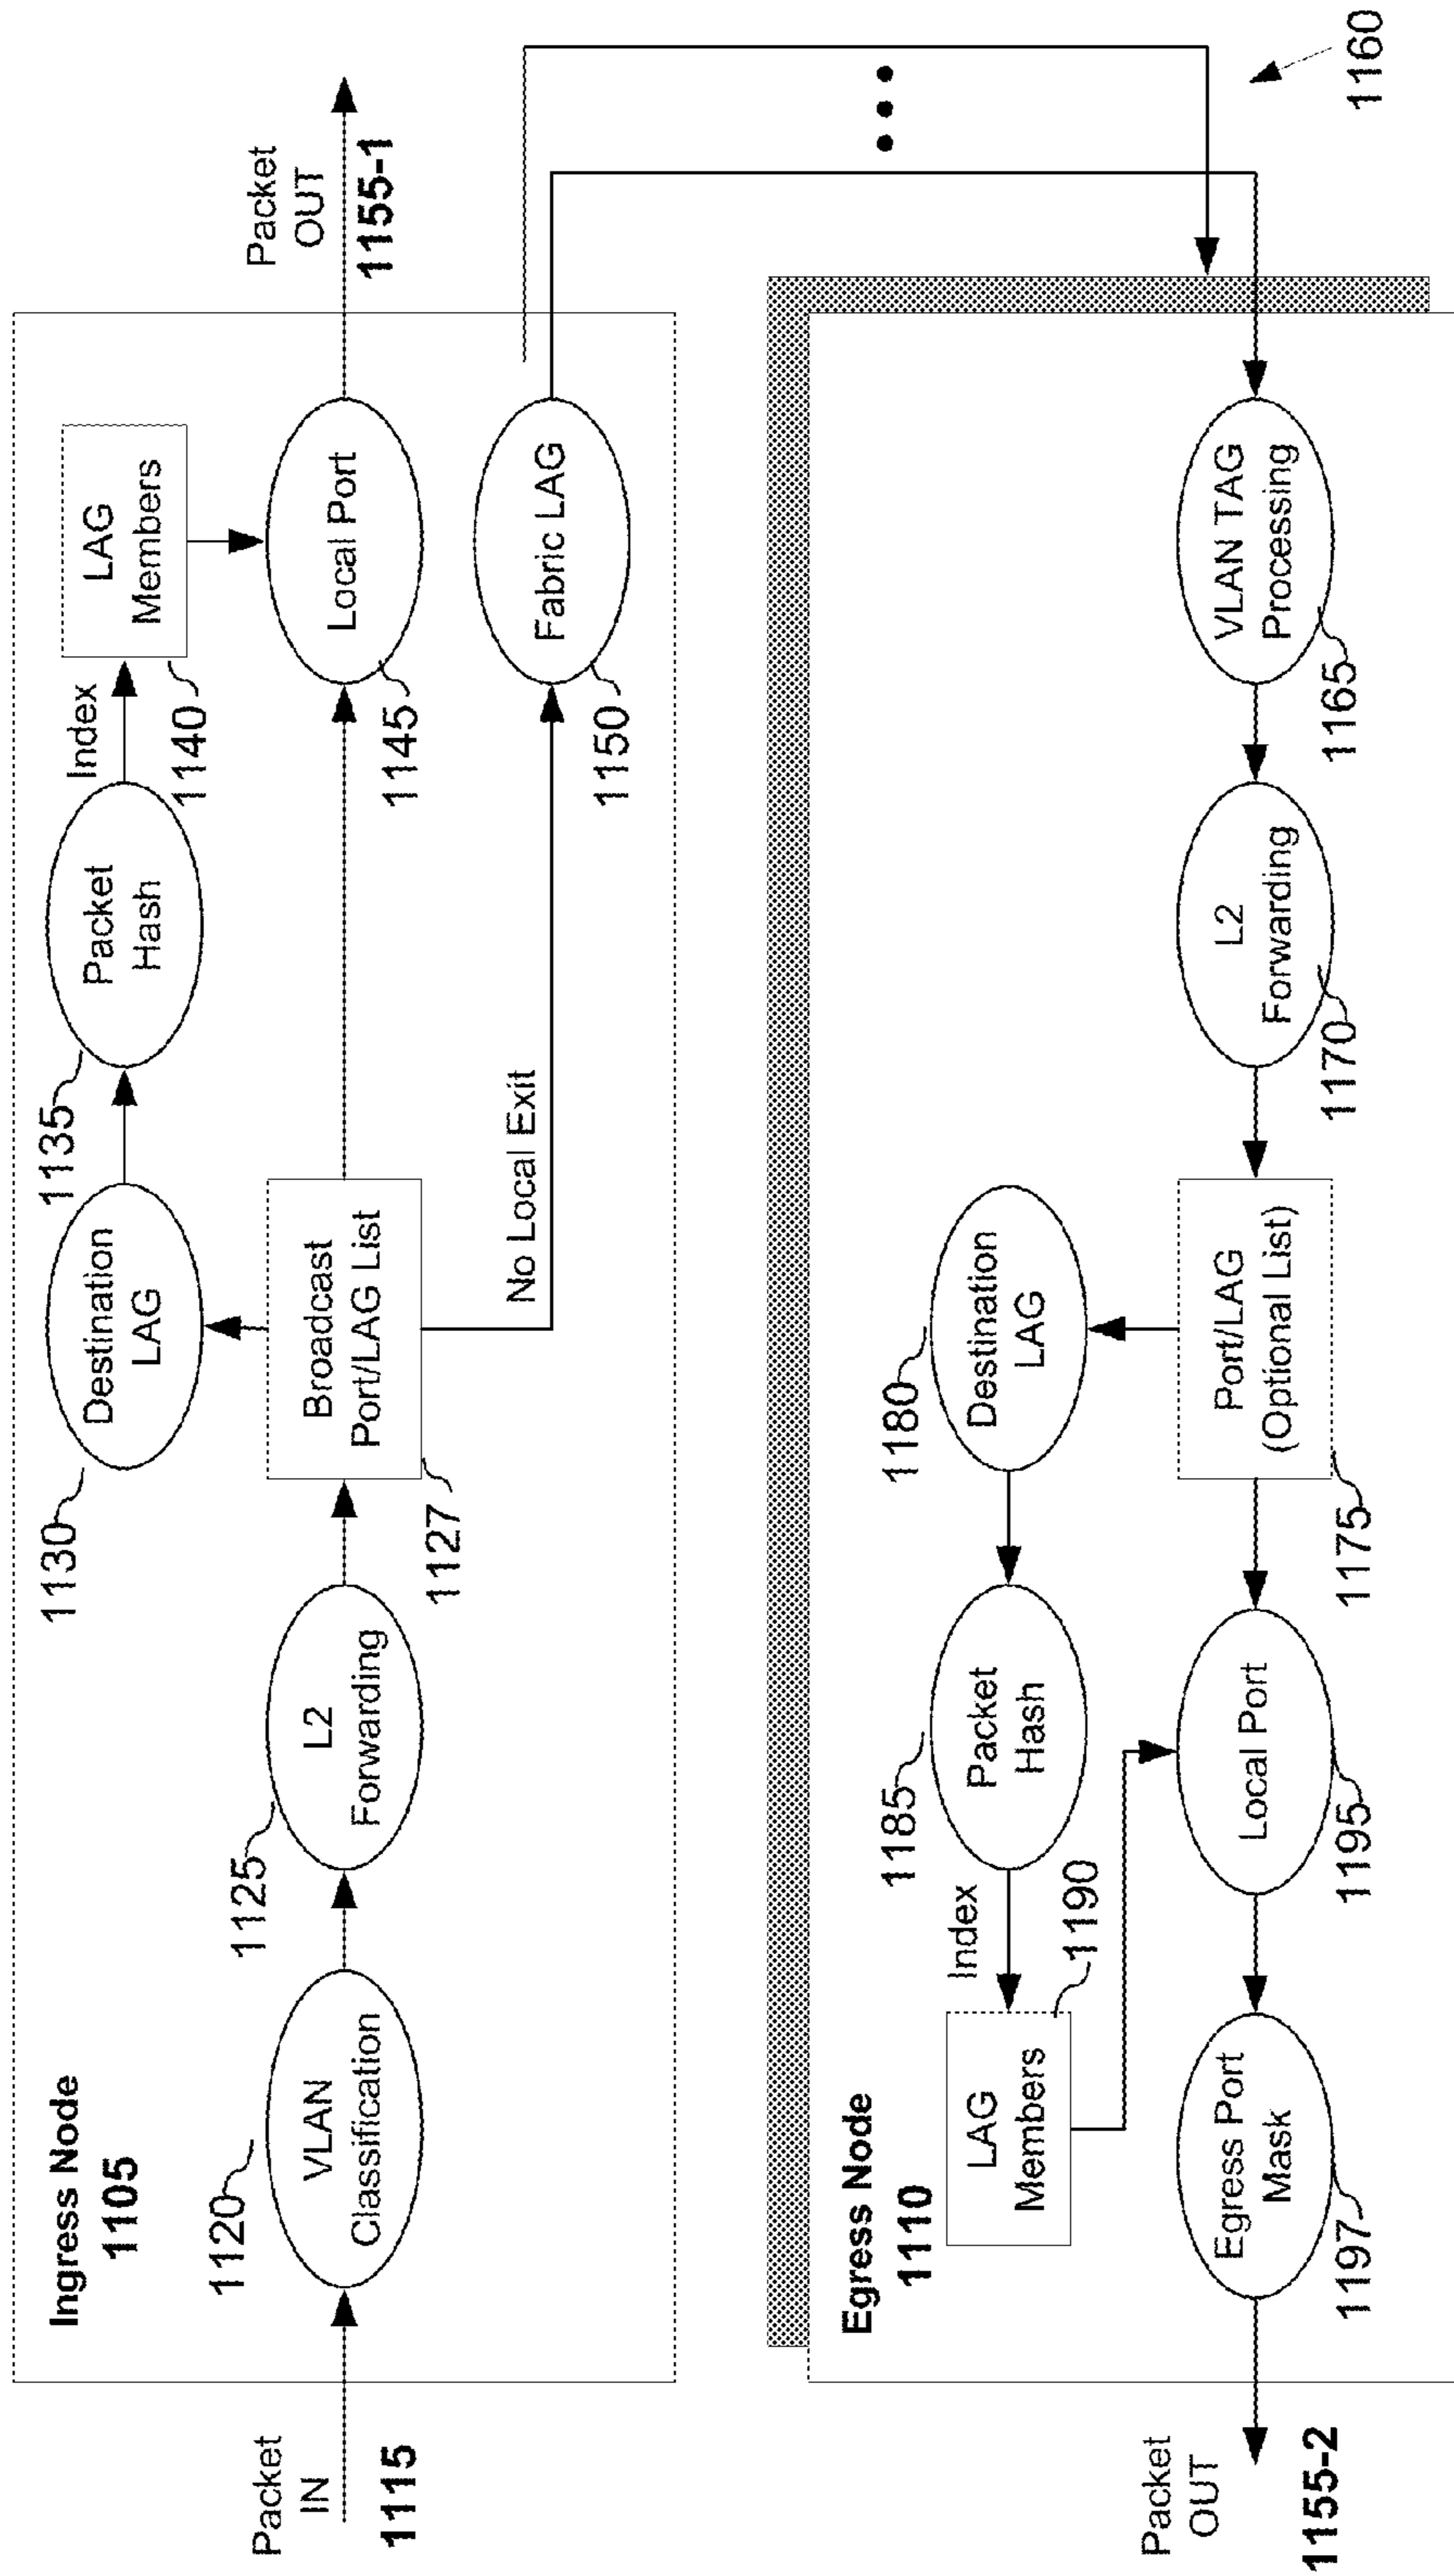 Ingress Node
1105
Packet
IN
1115
1120
VLAN
Classification
1125
L2
Forwarding
1127
Broadcast
Port/LAG List
1130
Destination
LAG
1135
Packet
Hash
Index
1140
LAG
Members
1145
Local Port
Packet
OUT
1155-1
No Local Exit
1150
Fabric LAG
1160
Egress Node
1110
VLAN TAG
Processing
1165
L2
Forwarding
1170
Port/LAG
(Optional List)
1175
1180
Destination
LAG
1185
Packet
Hash
Index
1190
LAG
Members
Local Port
1195
Egress Port
Mask
1197
Packet
OUT
1155-2